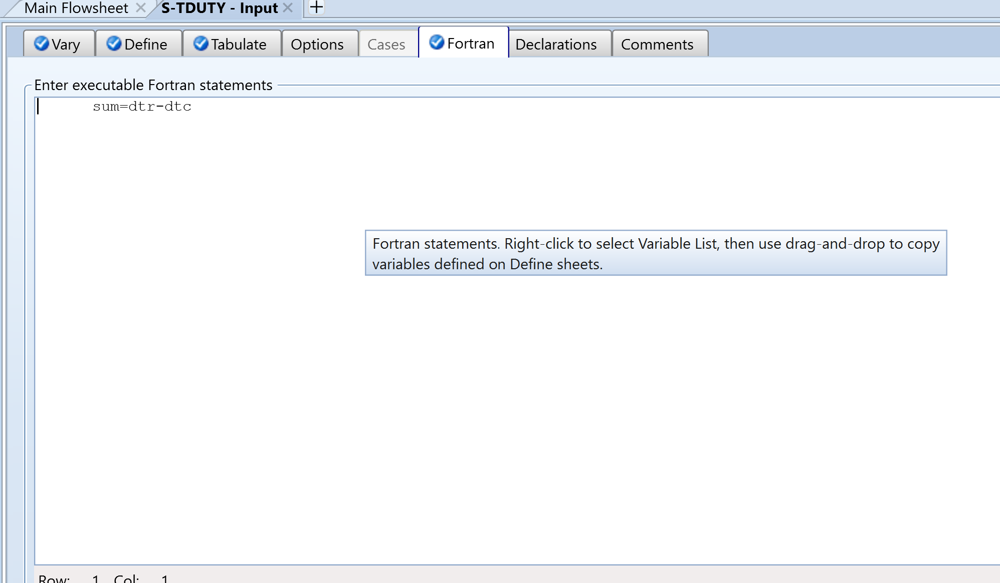 Main Flowsheet S-TDUTY - Input +
Vary Define Tabulate Options Cases Fortran Declarations Comments
Enter executable Fortran statements
sum=dtr-dtc
Fortran statements. Right-click to select Variable List, then use drag-and-drop to copy
variables defined on Define sheets.
Row: 1 Col: 1